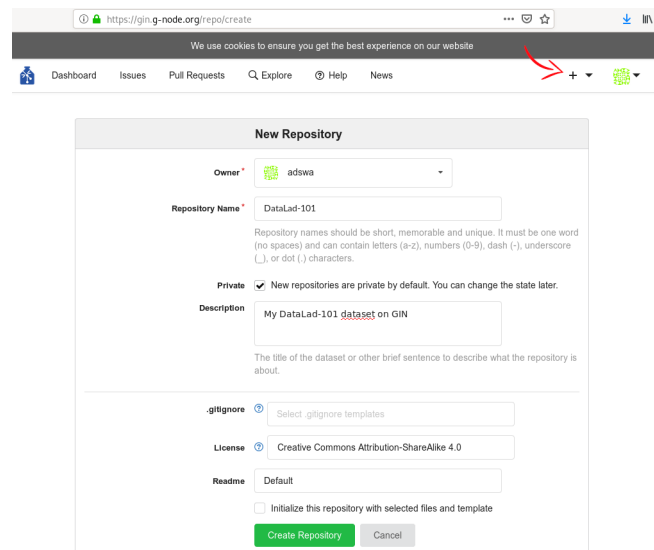 https://gin.g-node.org/repo/create
We use cookies to ensure you get the best experience on our website
Dashboard Issues Pull Requests Explore Help News
New Repository
Owner* adswa
Repository Name* DataLad-101
Repository names should be short, memorable and unique. It must be one word
(no spaces) and can contain letters (a-z), numbers (0-9), dash (-), underscore
(_), or dot (.) characters.
Private New repositories are private by default. You can change the state later.
Description
My DataLad-101 dataset on GIN
The title of the dataset or other brief sentence to describe what the repository is
about.
.gitignore Select .gitignore templates
License Creative Commons Attribution-ShareAlike 4.0
Readme Default
Initialize this repository with selected files and template
Create Repository Cancel